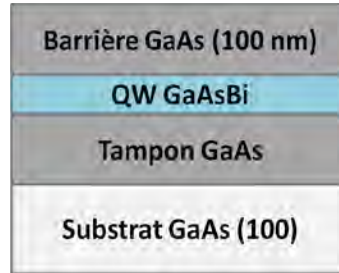 Barrière GaAs (100 nm)
QW GaAsBi
Tampon GaAs
Substrat GaAs (100)